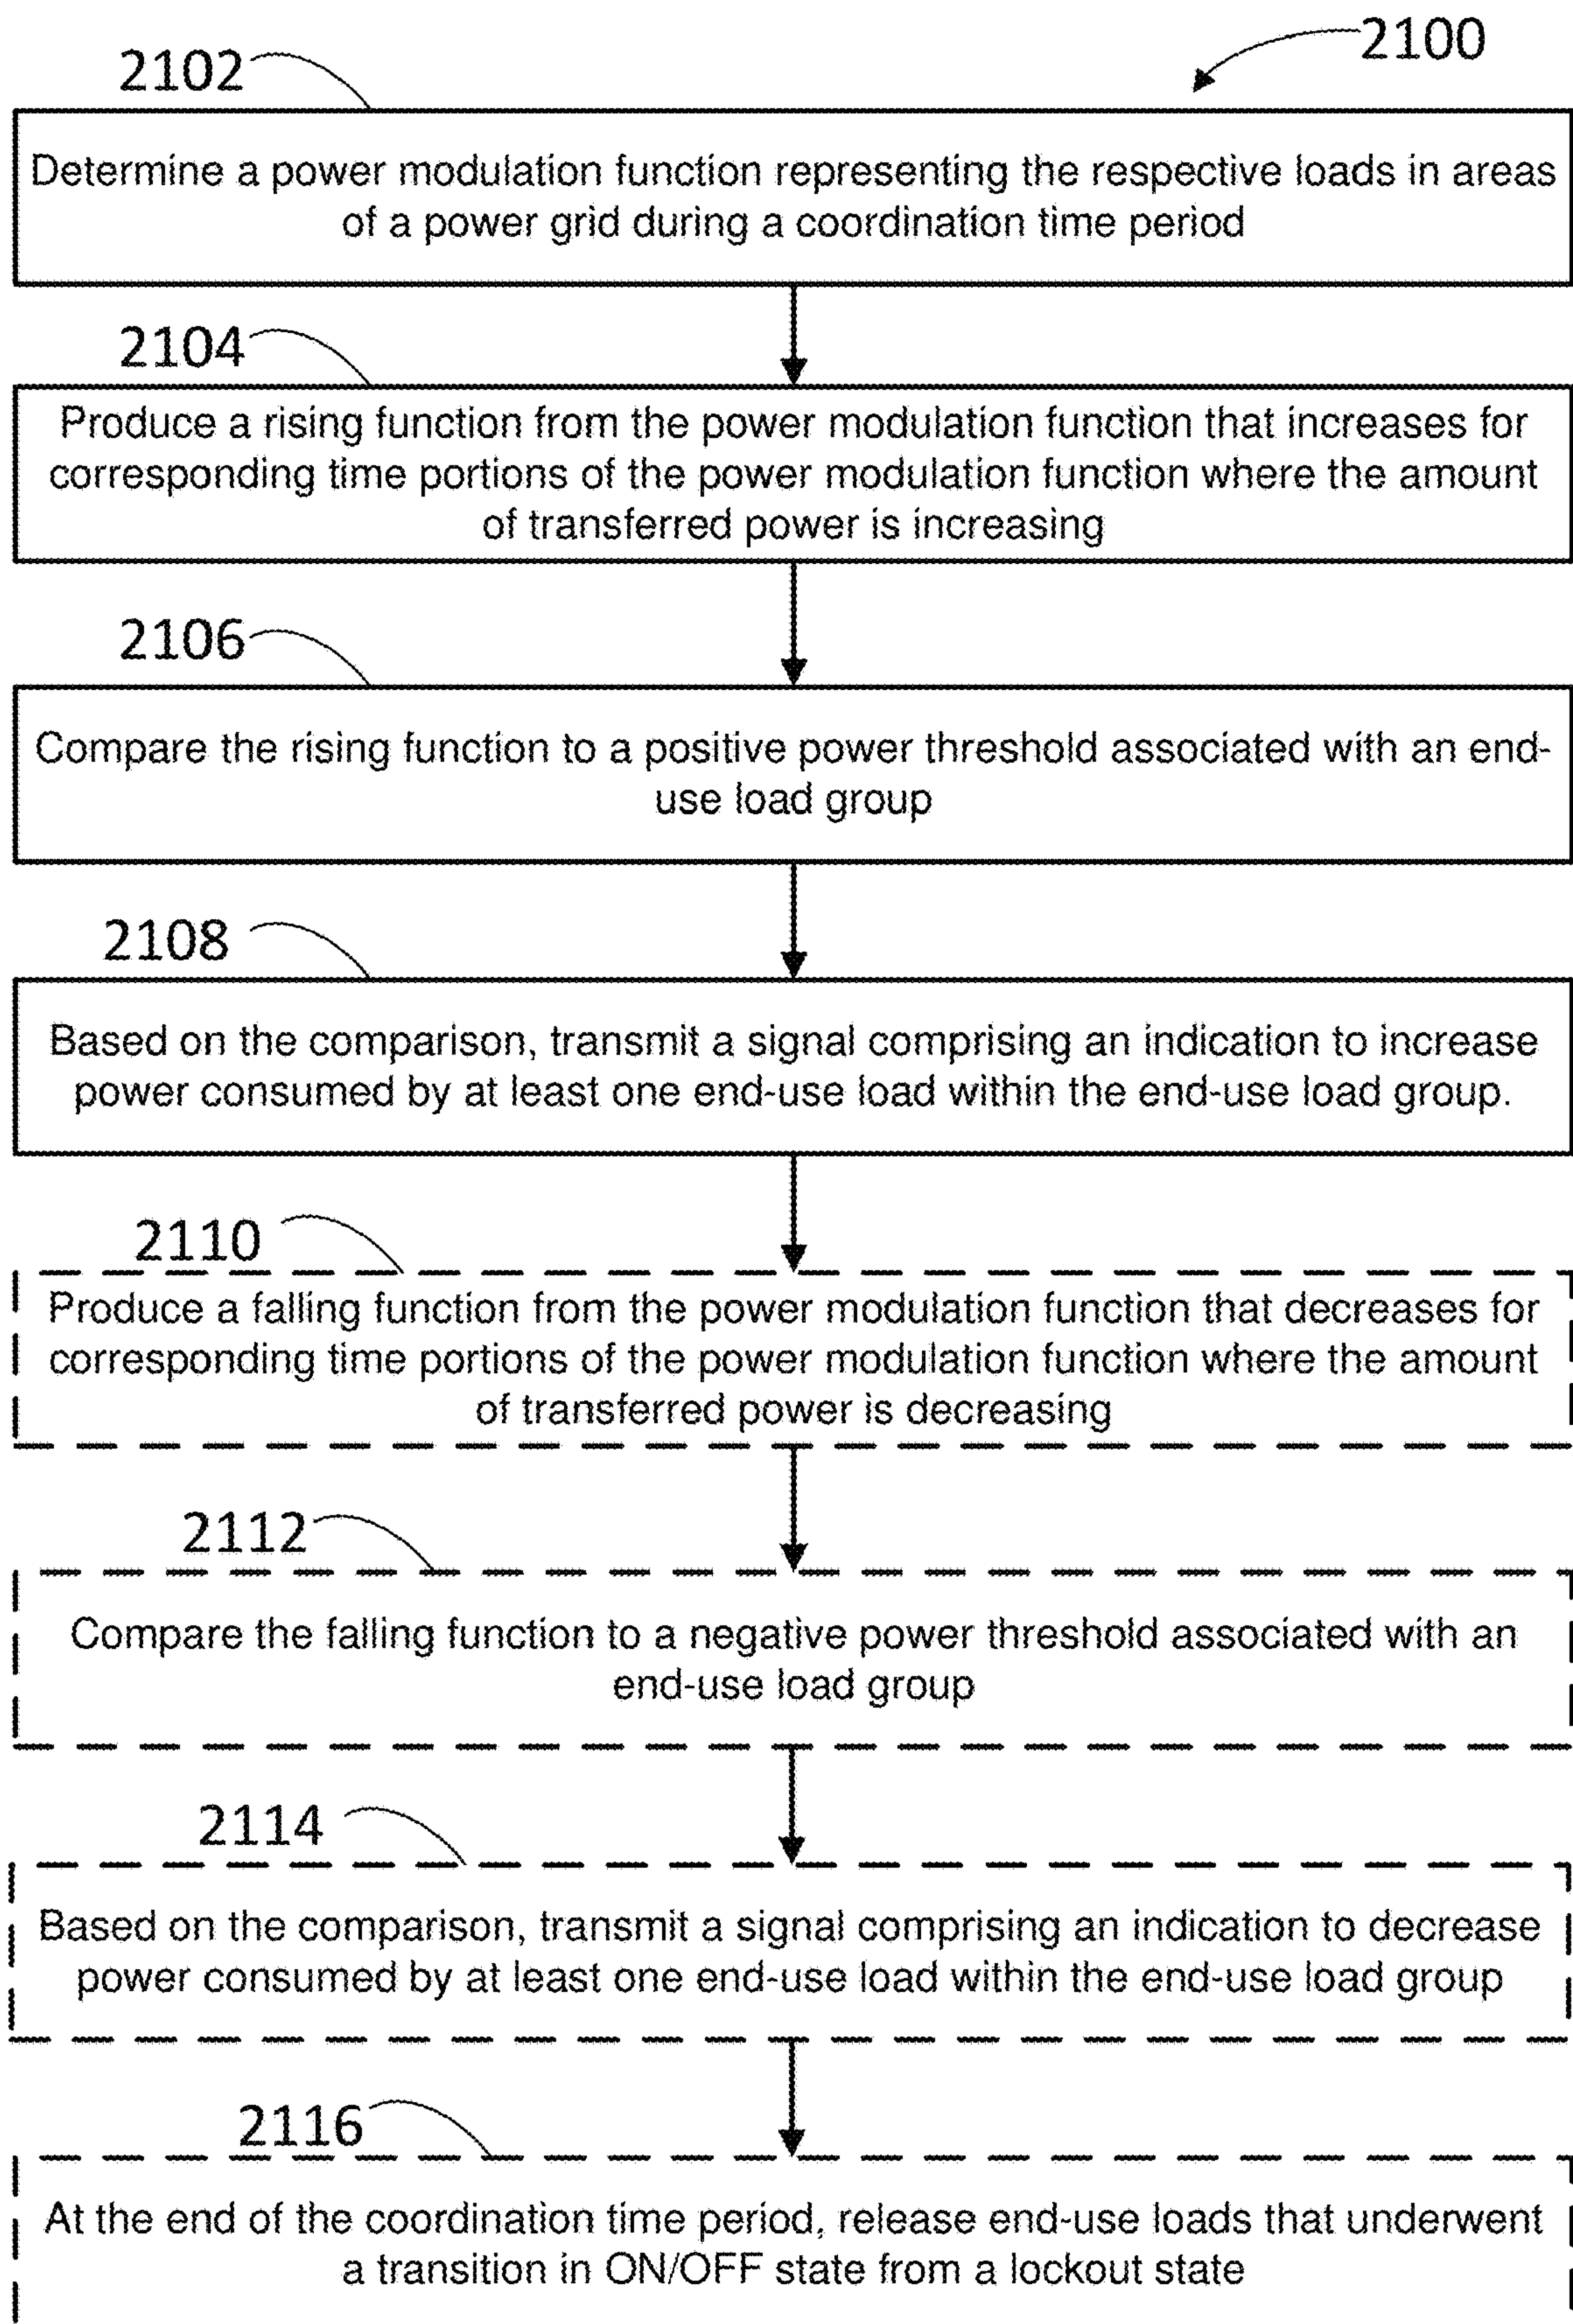 2100
2102
Determine a power modulation function representing the respective loads in areas
of a power grid during a coordination time period
2104
Produce a rising function from the power modulation function that increases for
corresponding time portions of the power modulation function where the amount
of transferred power is increasing
2106
Compare the rising function to a positive power threshold associated with an end-
use load group
2108
Based on the comparison, transmit a signal comprising an indication to increase
power consumed by at least one end-use load within the end-use load group.
2110
Produce a falling function from the power modulation function that decreases for
corresponding time portions of the power modulation function where the amount
of transferred power is decreasing
2112
Compare the falling function to a negative power threshold associated with an
end-use load group
2114
Based on the comparison, transmit a signal comprising an indication to decrease
power consumed by at least one end-use load within the end-use load group
2116
At the end of the coordination time period, release end-use loads that underwent
a transition in ON/OFF state from a lockout state